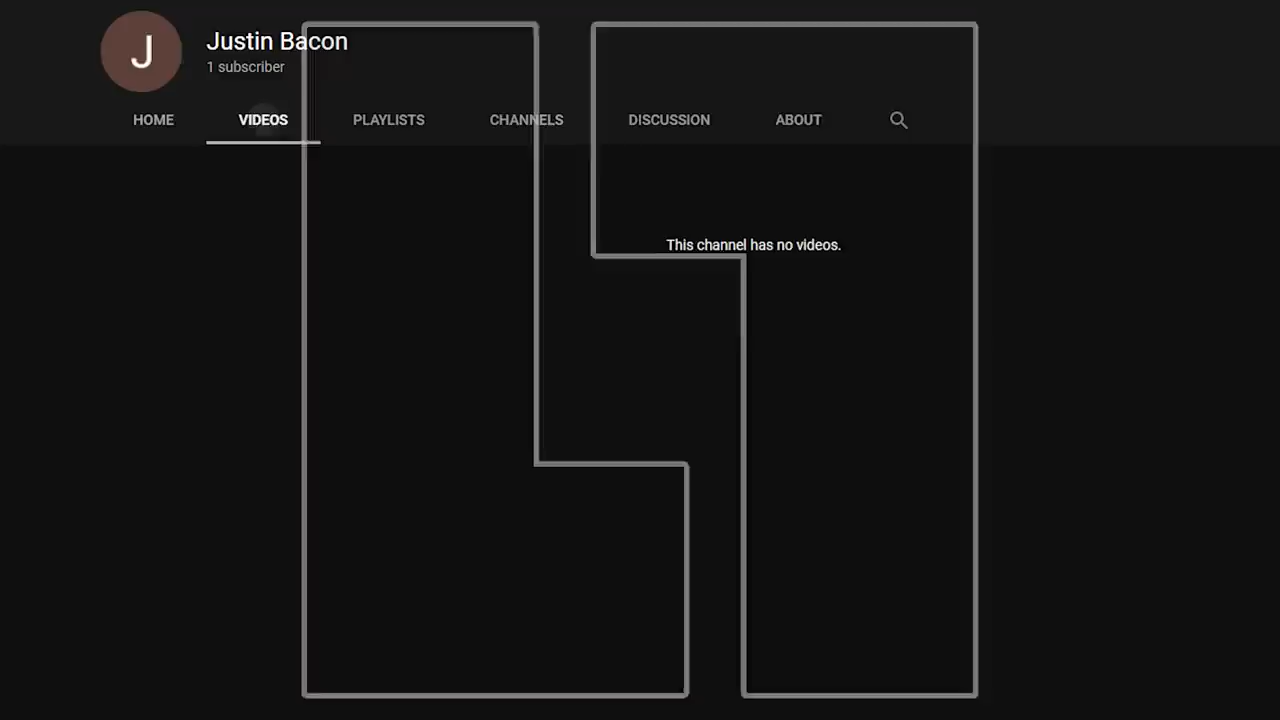 J
Justin Bacon
1 subscriber
HOME VIDEOS PLAYLISTS CHANNELS DISCUSSION ABOUT
This channel has no videos.